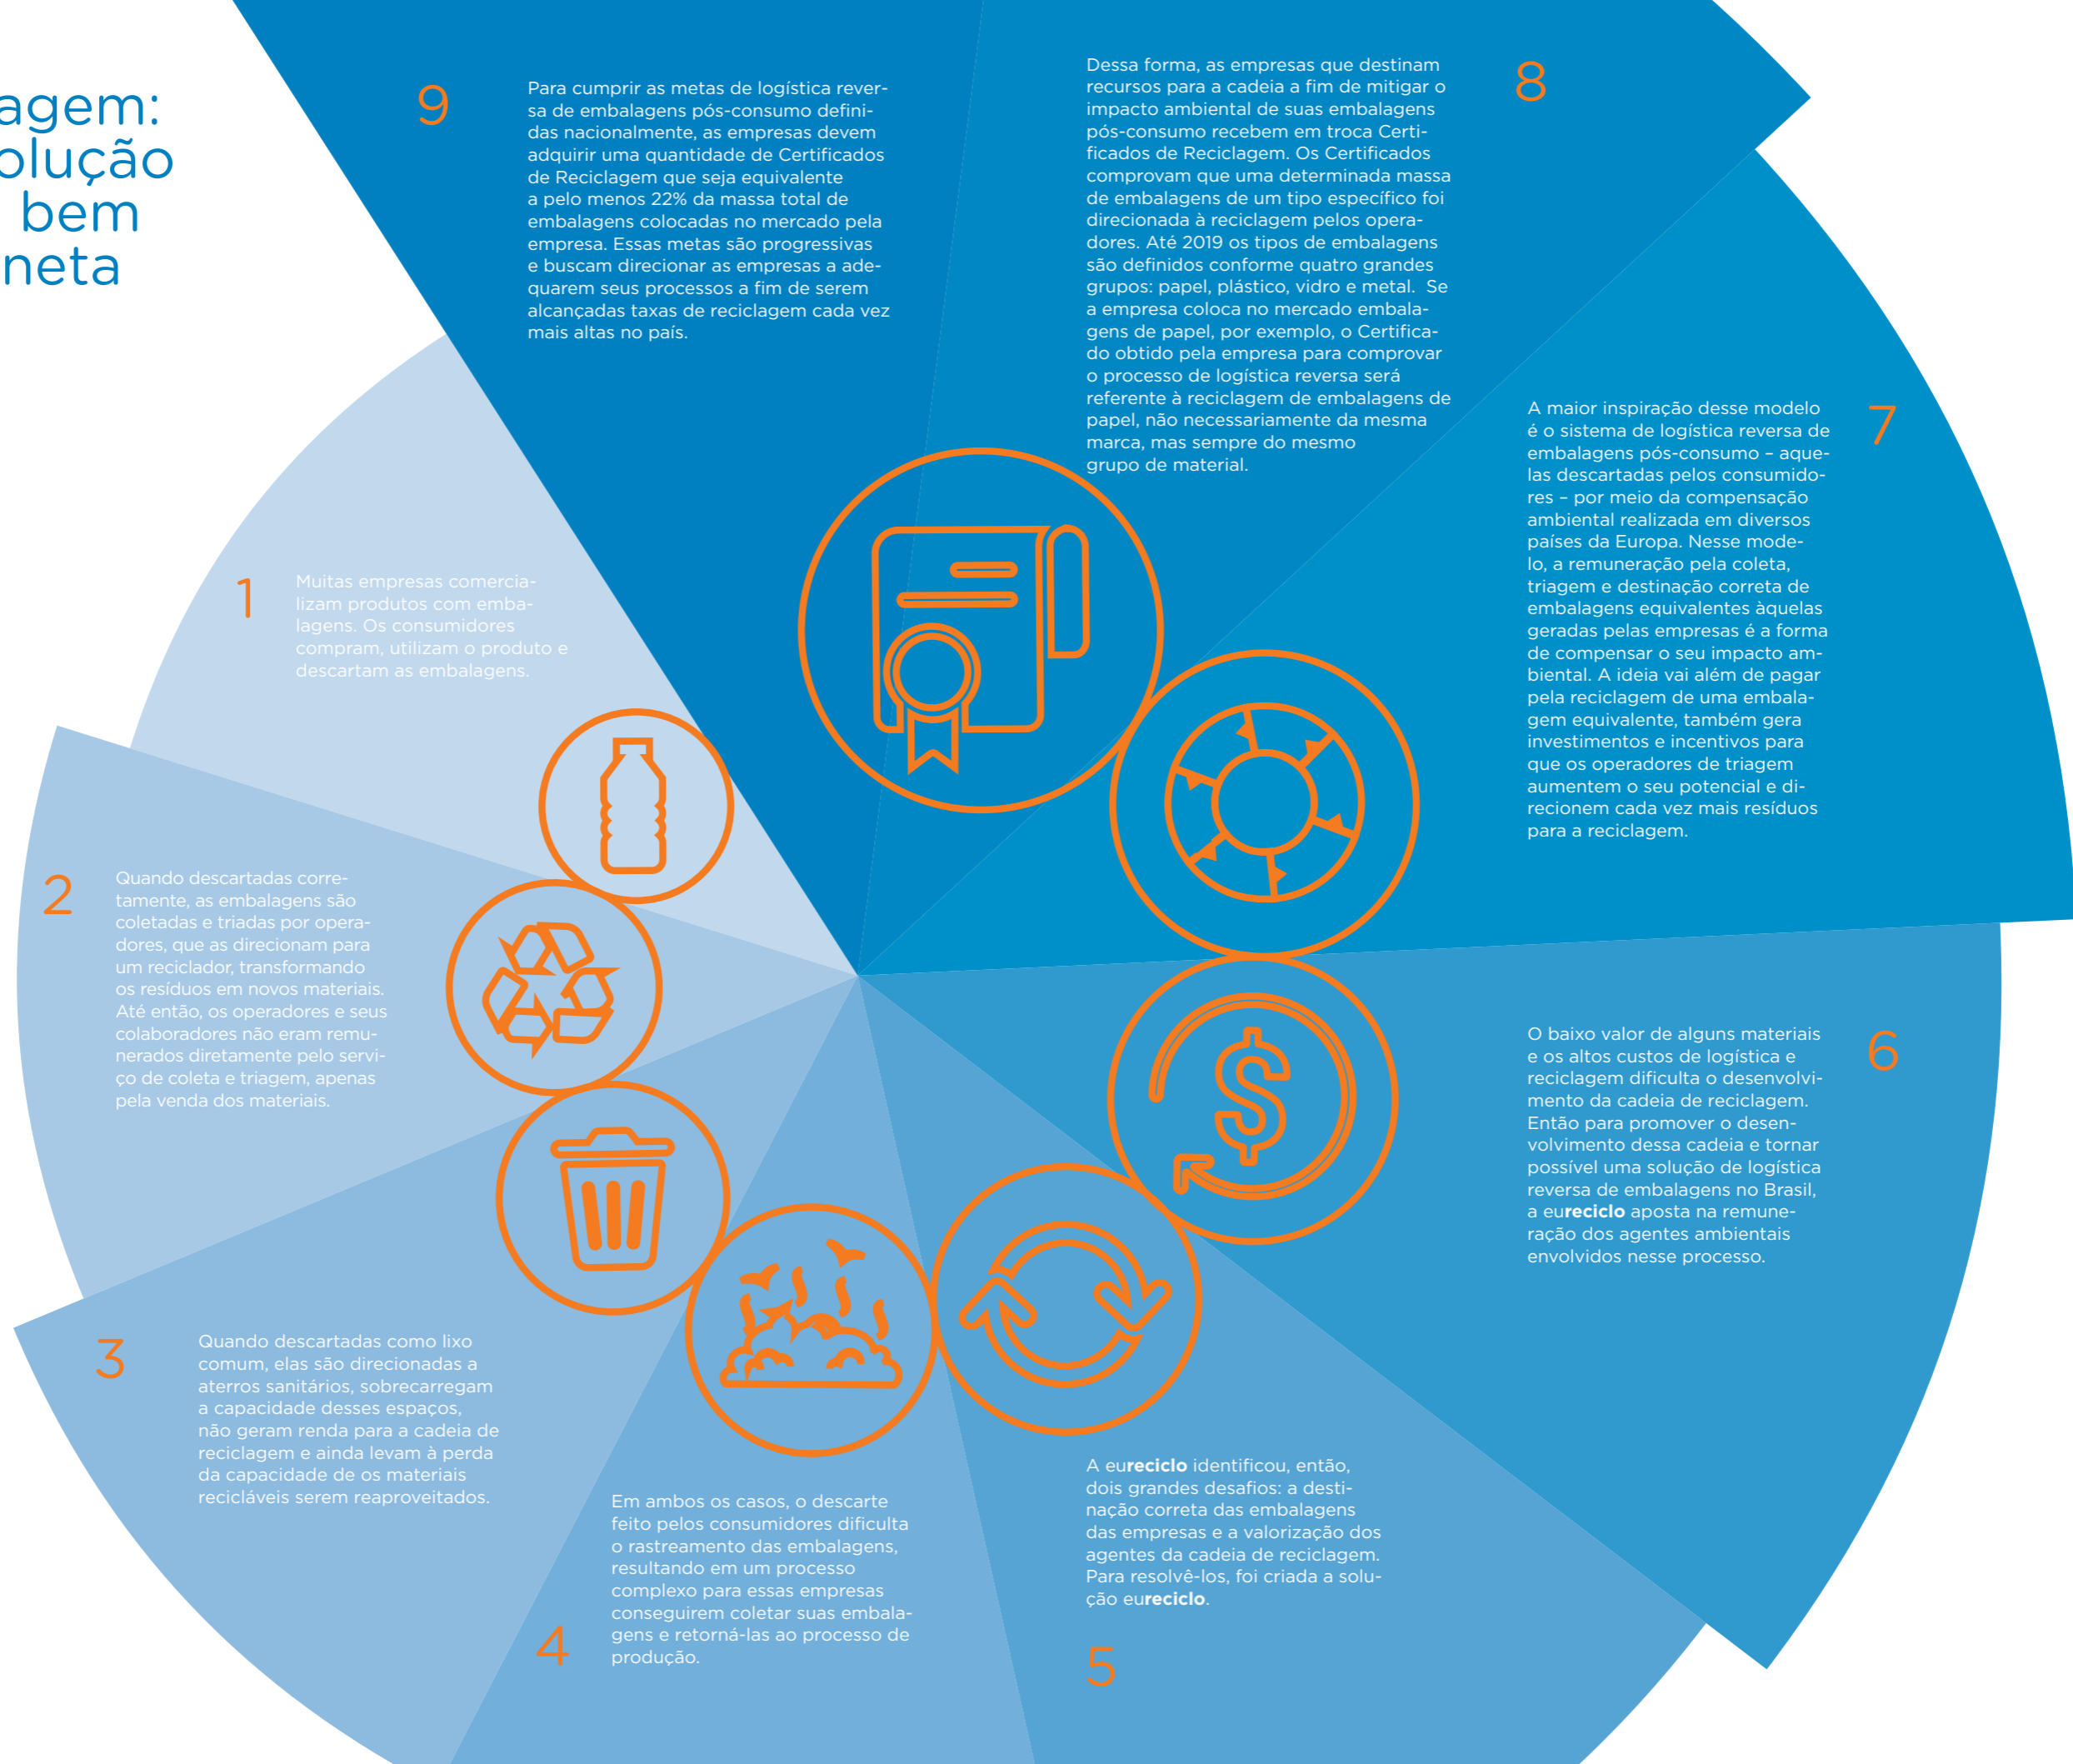 agem:
olução
bem
neta
1
Muitas empresas comercia-
lizam produtos com emba-
lagens. Os consumidores
compram, utilizam o produto e
descartam as embalagens.
2
Quando descartadas corre-
tamente, as embalagens são
coletadas e triadas por opera-
dores, que as direcionam para
um reciclador, transformando
os resíduos em novos materiais.
Até então, os operadores e seus
colaboradores não eram remu-
nerados diretamente pelo servi-
ço de coleta e triagem, apenas
pela venda dos materiais.
3
Quando descartadas como lixo
comum, elas são direcionadas a
aterros sanitários, sobrecarregam
a capacidade desses espaços,
não geram renda para a cadeia de
reciclagem e ainda levam à perda
da capacidade de os materiais
recicláveis serem reaproveitados.
4
Em ambos os casos, o descarte
feito pelos consumidores dificulta
o rastreamento das embalagens,
resultando em um processo
complexo para essas empresas
conseguirem coletar suas embala-
gens e retorná-las ao processo de
produção.
5
A eureciclo identificou, então,
dois grandes desafios: a desti-
nação correta das embalagens
das empresas e a valorização dos
agentes da cadeia de reciclagem.
Para resolvê-los, foi criada a solu-
ção eureciclo.
6
O baixo valor de alguns materiais
e os altos custos de logística e
reciclagem dificulta o desenvolvi-
mento da cadeia de reciclagem.
Então para promover o desen-
volvimento dessa cadeia e tornar
possível uma solução de logística
reversa de embalagens no Brasil,
a eureciclo aposta na remune-
ração dos agentes ambientais
envolvidos nesse processo.
7
A maior inspiração desse modelo
é o sistema de logística reversa de
embalagens pós-consumo – aque-
las descartadas pelos consumido-
res – por meio da compensação
ambiental realizada em diversos
países da Europa. Nesse mode-
lo, a remuneração pela coleta,
triagem e destinação correta de
embalagens equivalentes àquelas
geradas pelas empresas é a forma
de compensar o seu impacto am-
biental. A ideia vai além de pagar
pela reciclagem de uma embala-
gem equivalente, também gera
investimentos e incentivos para
que os operadores de triagem
aumentem o seu potencial e di-
recionem cada vez mais resíduos
para a reciclagem.
8
Dessa forma, as empresas que destinam
recursos para a cadeia a fim de mitigar o
impacto ambiental de suas embalagens
pós-consumo recebem em troca Certi-
ficados de Reciclagem. Os Certificados
comprovam que uma determinada massa
de embalagens de um tipo específico foi
direcionada à reciclagem pelos opera-
dores. Até 2019 os tipos de embalagens
são definidos conforme quatro grandes
grupos: papel, plástico, vidro e metal. Se
a empresa coloca no mercado embala-
gens de papel, por exemplo, o Certifica-
do obtido pela empresa para comprovar
o processo de logística reversa será
referente à reciclagem de embalagens de
papel, não necessariamente da mesma
marca, mas sempre do mesmo
grupo de material.
9
Para cumprir as metas de logística rever-
sa de embalagens pós-consumo defini-
das nacionalmente, as empresas devem
adquirir uma quantidade de Certificados
de Reciclagem que seja equivalente
a pelo menos 22% da massa total de
embalagens colocadas no mercado pela
empresa. Essas metas são progressivas
e buscam direcionar as empresas a ade-
quarem seus processos a fim de serem
alcançadas taxas de reciclagem cada vez
mais altas no país.
$